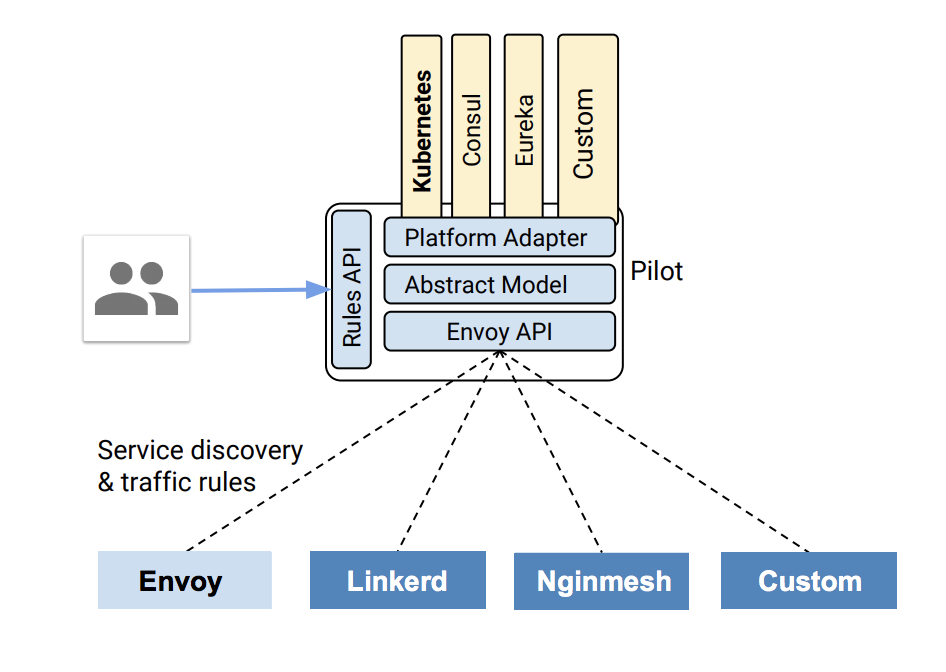 Kubernetes
Consul
Eureka
Custom
Rules API
Platform Adapter
Abstract Model
Envoy API
Pilot
Service discovery
& traffic rules
Envoy
Linkerd
Nginmesh
Custom